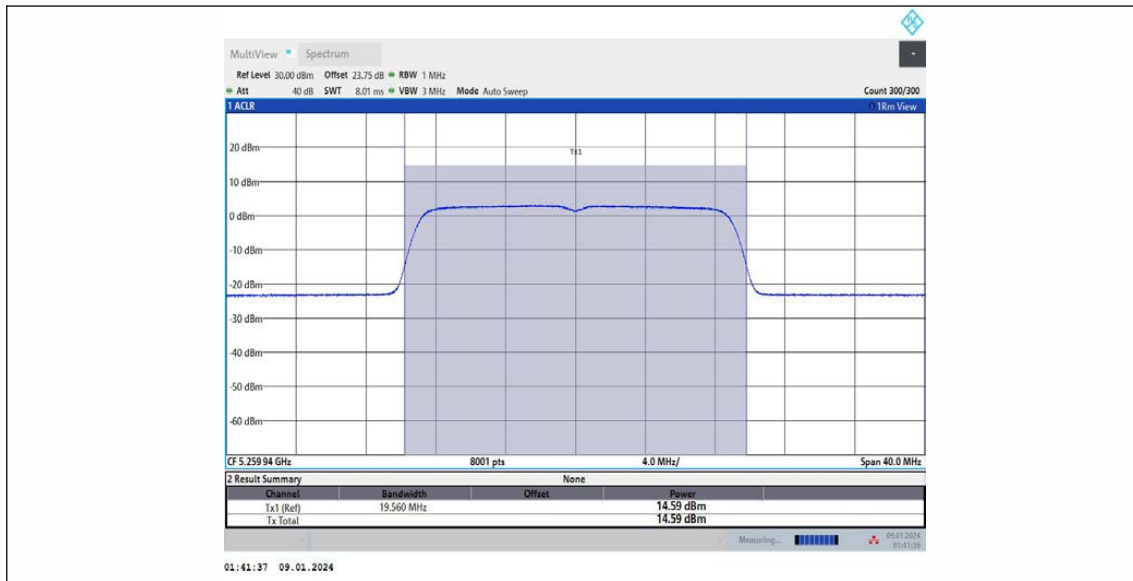 MultiView Spectrum
Ref Level 30.00 dBm Offset 23.75 dB RBW 1 MHz
Att 40 dB SWT 8.01 ms VBW 3 MHz Mode Auto Sweep Count 300/300
1 ACLR 1Rm View
Tx1
20 dBm
10 dBm
0 dBm
-10 dBm
-20 dBm
-30 dBm
-40 dBm
-50 dBm
-60 dBm
CF 5.259 94 GHz 8001 pts 4.0 MHz/ Span 40.0 MHz
2 Result Summary None
Channel Bandwidth Offset Power
Tx1 (Ref) 19.560 MHz 14.59 dBm
Tx Total 14.59 dBm
Measuring... 09.01.2024
01:41:36
01:41:37 09.01.2024